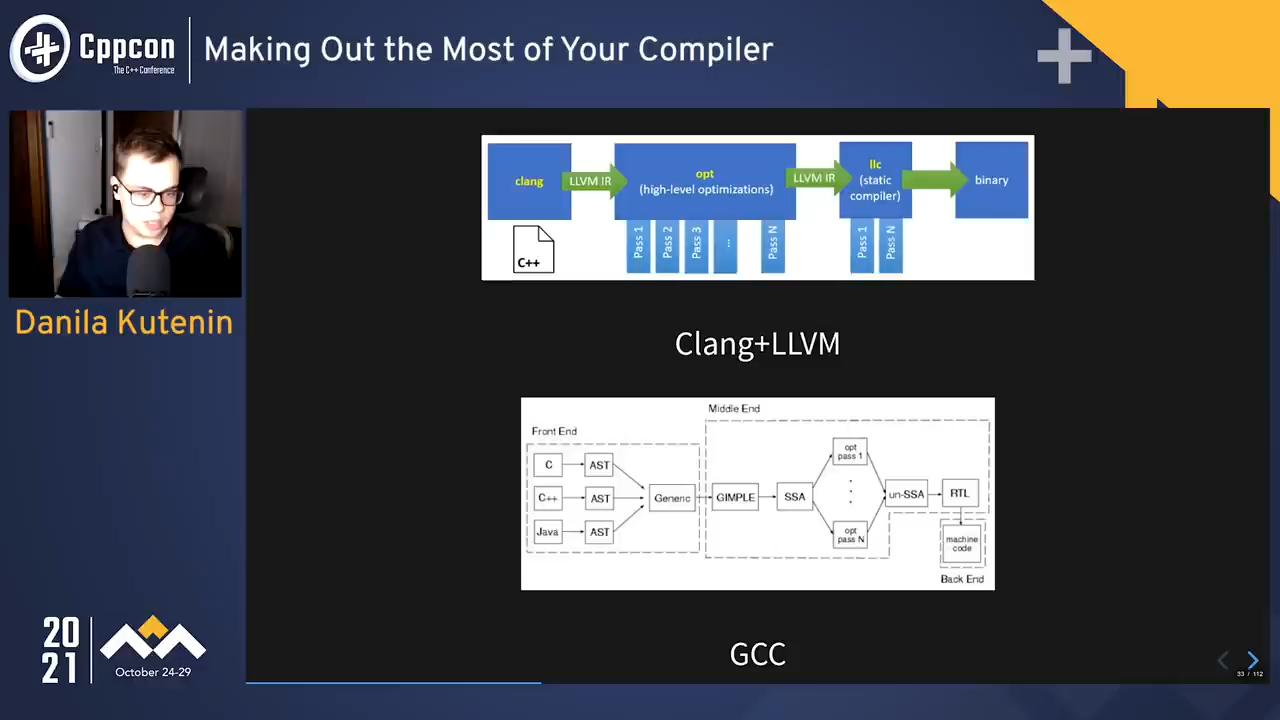 Cppcon
The C++ Conference
Making Out the Most of Your Compiler
Danila Kutenin
20
21
October 24-29
clang
LLVM IR
opt
(high-level optimizations)
LLVM IR
llc
(static
compiler)
binary
C++
Pass 1
Pass 2
Pass 3
...
Pass N
Pass 1
Pass N
Clang+LLVM
Middle End
Front End
C
AST
C++
AST
Java
AST
Generic
GIMPLE
SSA
opt
pass 1
opt
pass N
un-SSA
RTL
machine
code
Back End
GCC
33 / 112